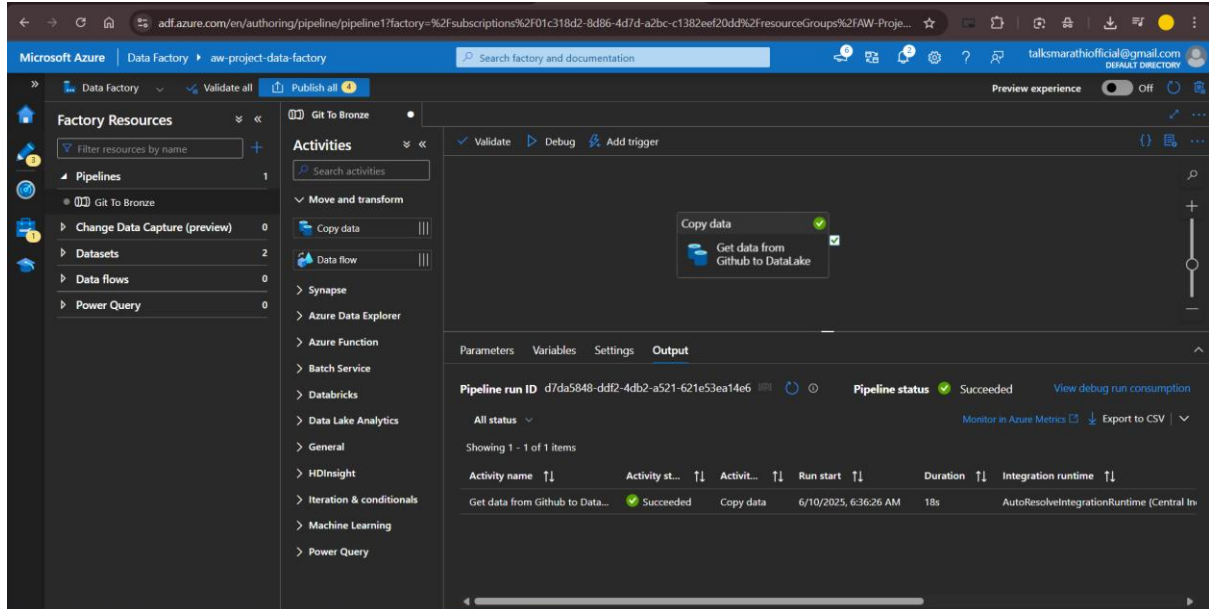 adf.azure.com/en/authoring/pipeline/pipeline1?factory=%2Fsubscriptions%2F01c318d2-8d86-4d7d-a2bc-c1382eef20dd%2FresourceGroups%2FAW-Proje...
Microsoft Azure | Data Factory aw-project-data-factory
Search factory and documentation
6
2
talksmarathiofficial@gmail.com
DEFAULT DIRECTORY
Data Factory Validate all Publish all 4
Preview experience Off
Factory Resources
Filter resources by name
3
1
Pipelines 1
Git To Bronze
Change Data Capture (preview) 0
Datasets 2
Data flows 0
Power Query 0
Git To Bronze
Activities
Search activities
Move and transform
Copy data
Data flow
Synapse
Azure Data Explorer
Azure Function
Batch Service
Databricks
Data Lake Analytics
General
HDInsight
Iteration & conditionals
Machine Learning
Power Query
Validate Debug Add trigger
Copy data
Get data from
Github to DataLake
Parameters Variables Settings Output
Pipeline run ID d7da5848-ddf2-4db2-a521-621e53ea14e6 Pipeline status Succeeded View debug run consumption
All status Monitor in Azure Metrics Export to CSV
Showing 1 - 1 of 1 items
Activity name Activity st... Activit... Run start Duration Integration runtime
Get data from Github to Data... Succeeded Copy data 6/10/2025, 6:36:26 AM 18s AutoResolveIntegrationRuntime (Central In